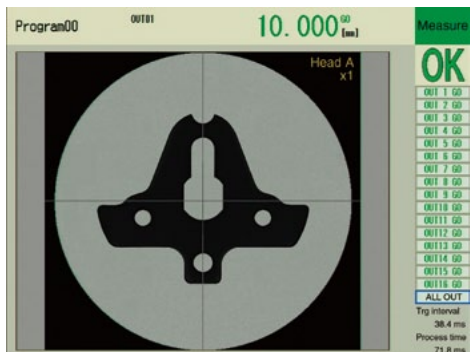 Program00 OUT01 10.000 GO [mm] Measure
Head A
x1
OK
OUT 1 GO
OUT 2 GO
OUT 3 GO
OUT 4 GO
OUT 5 GO
OUT 6 GO
OUT 7 GO
OUT 8 GO
OUT 9 GO
OUT10 GO
OUT11 GO
OUT12 GO
OUT13 GO
OUT14 GO
OUT15 GO
OUT16 GO
ALL OUT
Trg interval
38.4 ms
Process time
71.8 ms